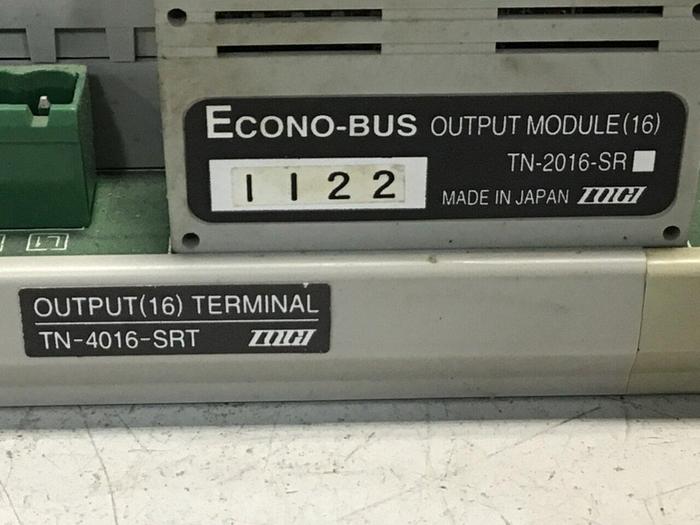 ECONO-BUS OUTPUT MODULE(16)
TN-2016-SR
1122
MADE IN JAPAN TOGI
L1
OUTPUT(16) TERMINAL
TN-4016-SRT TOGI